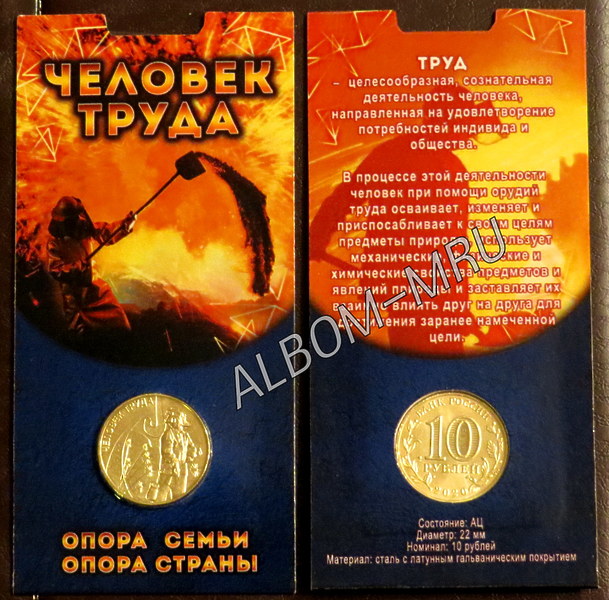 ЧЕЛОВЕК
ТРУДА
ЧЕЛОВЕК ТРУДА
ОПОРА СЕМЬИ
ОПОРА СТРАНЫ
ТРУД
– целесообразная, сознательная
деятельность человека,
направленная на удовлетворение
потребностей индивида и
общества.
В процессе этой деятельности
человек при помощи орудий
труда осваивает, изменяет и
приспосабливает к своим целям
предметы природы, использует
механические, и
химические свойства предметов и
явлений природы и заставляет их
влиять друг на друга для
достижения заранее намеченной
цели.
БАНК РОССИИ
10
РУБЛЕЙ
2020
Состояние: АЦ
Диаметр: 22 мм
Номинал: 10 рублей
Материал: сталь с латунным гальваническим покрытием
ALBOM-MRU